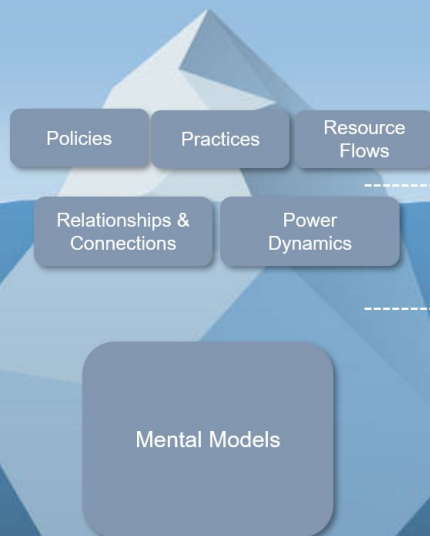 Policies
Practices
Resource
Flows
Relationships &
Connections
Power
Dynamics
Mental Models